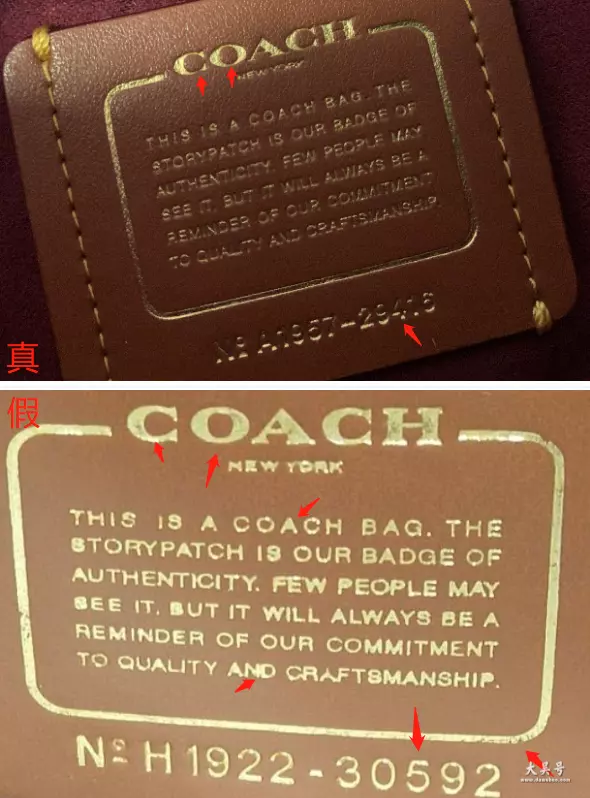 COACH
NEW YORK
THIS IS A COACH BAG. THE
STORYPATCH IS OUR BADGE OF
AUTHENTICITY. FEW PEOPLE MAY
SEE IT, BUT IT WILL ALWAYS BE A
REMINDER OF OUR COMMITMENT
TO QUALITY AND CRAFTSMANSHIP.
Nº A1957-29416
真
假
COACH
NEW YORK
THIS IS A COACH BAG. THE
STORYPATCH IS OUR BADGE OF
AUTHENTICITY. FEW PEOPLE MAY
SEE IT, BUT IT WILL ALWAYS BE A
REMINDER OF OUR COMMITMENT
TO QUALITY AND CRAFTSMANSHIP.
Nº H1922-30592